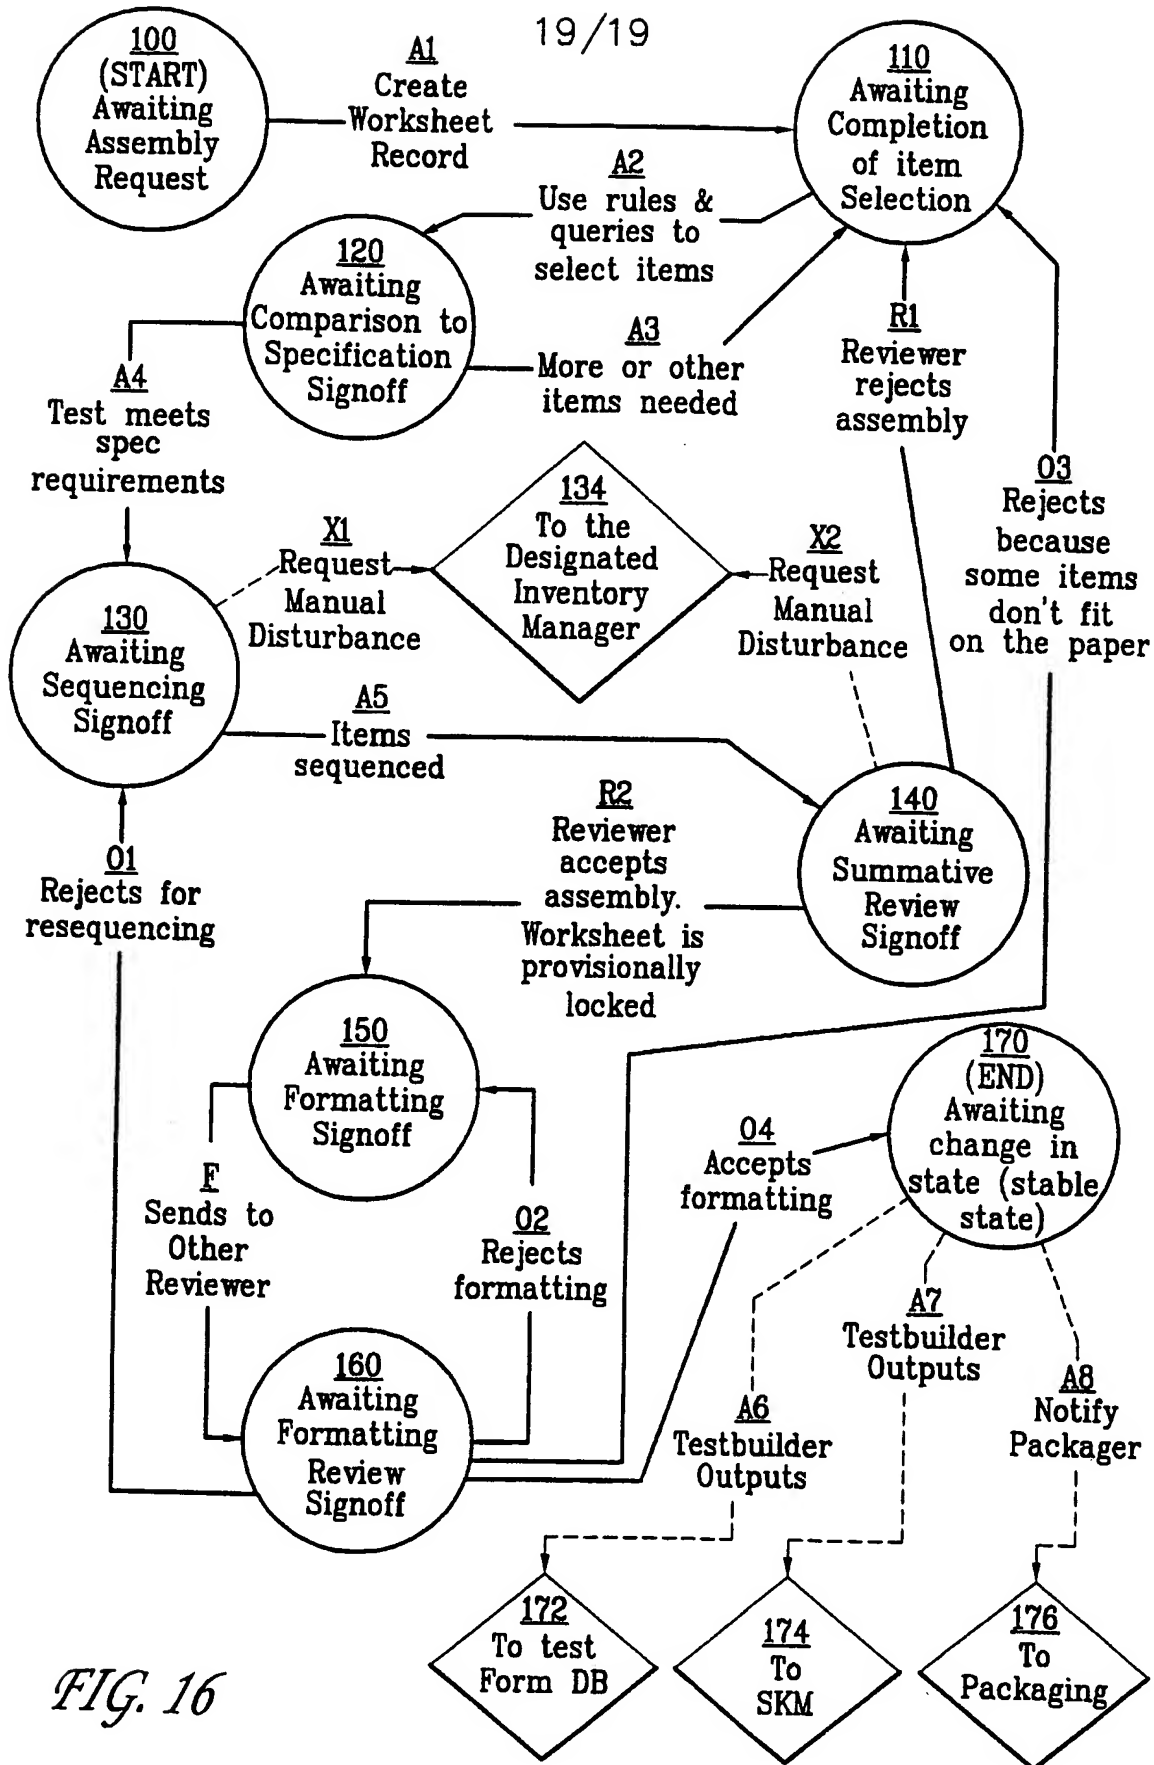 19/19
100
(START)
Awaiting
Assembly
Request
A1
Create
Worksheet
Record
110
Awaiting
Completion
of item
Selection
A2
Use rules &
queries to
select items
120
Awaiting
Comparison to
Specification
Signoff
A3
More or other
items needed
R1
Reviewer
rejects
assembly
A4
Test meets
spec
requirements
O3
Rejects
because
some items
don't fit
on the paper
134
To the
Designated
Inventory
Manager
X1
Request
Manual
Disturbance
X2
Request
Manual
Disturbance
130
Awaiting
Sequencing
Signoff
A5
Items
sequenced
140
Awaiting
Summative
Review
Signoff
R2
Reviewer
accepts
assembly.
Worksheet is
provisionally
locked
O1
Rejects for
resequencing
150
Awaiting
Formatting
Signoff
170
(END)
Awaiting
change in
state (stable
state)
O4
Accepts
formatting
F
Sends to
Other
Reviewer
O2
Rejects
formatting
160
Awaiting
Formatting
Review
Signoff
A6
Testbuilder
Outputs
A7
Testbuilder
Outputs
A8
Notify
Packager
172
To test
Form DB
174
To
SKM
176
To
Packaging
FIG. 16